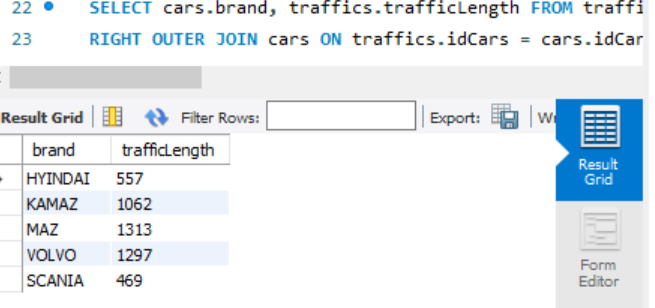 22 SELECT cars.brand, traffics.trafficLength FROM traffi
23 RIGHT OUTER JOIN cars ON traffics.idCars = cars.idCar
Result Grid Filter Rows: Export: Wr
brand trafficLength
HYINDAI 557
KAMAZ 1062
MAZ 1313
VOLVO 1297
SCANIA 469
Result
Grid
Form
Editor